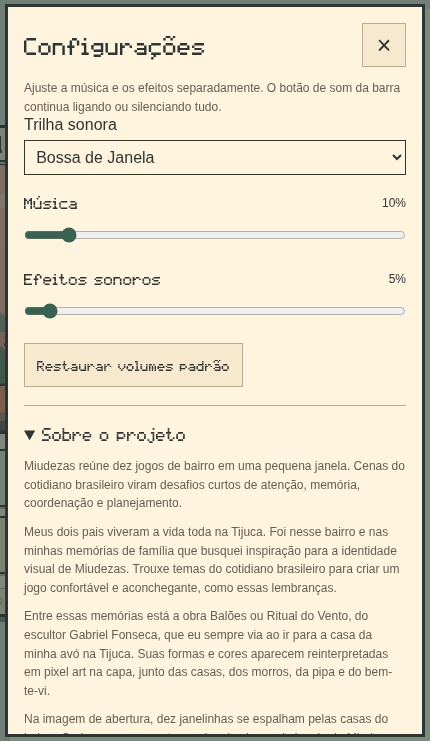 Configurações
×
Ajuste a música e os efeitos separadamente. O botão de som da barra
continua ligando ou silenciando tudo.
Trilha sonora
Bossa de Janela
Música
10%
Efeitos sonoros
5%
Restaurar volumes padrão
▼ Sobre o projeto
Miudezas reúne dez jogos de bairro em uma pequena janela. Cenas do
cotidiano brasileiro viram desafios curtos de atenção, memória,
coordenação e planejamento.
Meus dois pais viveram a vida toda na Tijuca. Foi nesse bairro e nas
minhas memórias de família que busquei inspiração para a identidade
visual de Miudezas. Trouxe temas do cotidiano brasileiro para criar um
jogo confortável e aconchegante, como essas lembranças.
Entre essas memórias está a obra Balões ou Ritual do Vento, do
escultor Gabriel Fonseca, que eu sempre via ao ir para a casa da
minha avó na Tijuca. Suas formas e cores aparecem reinterpretadas
em pixel art na capa, junto das casas, dos morros, da pipa e do bem-
te-vi.
Na imagem de abertura, dez janelinhas se espalham pelas casas do